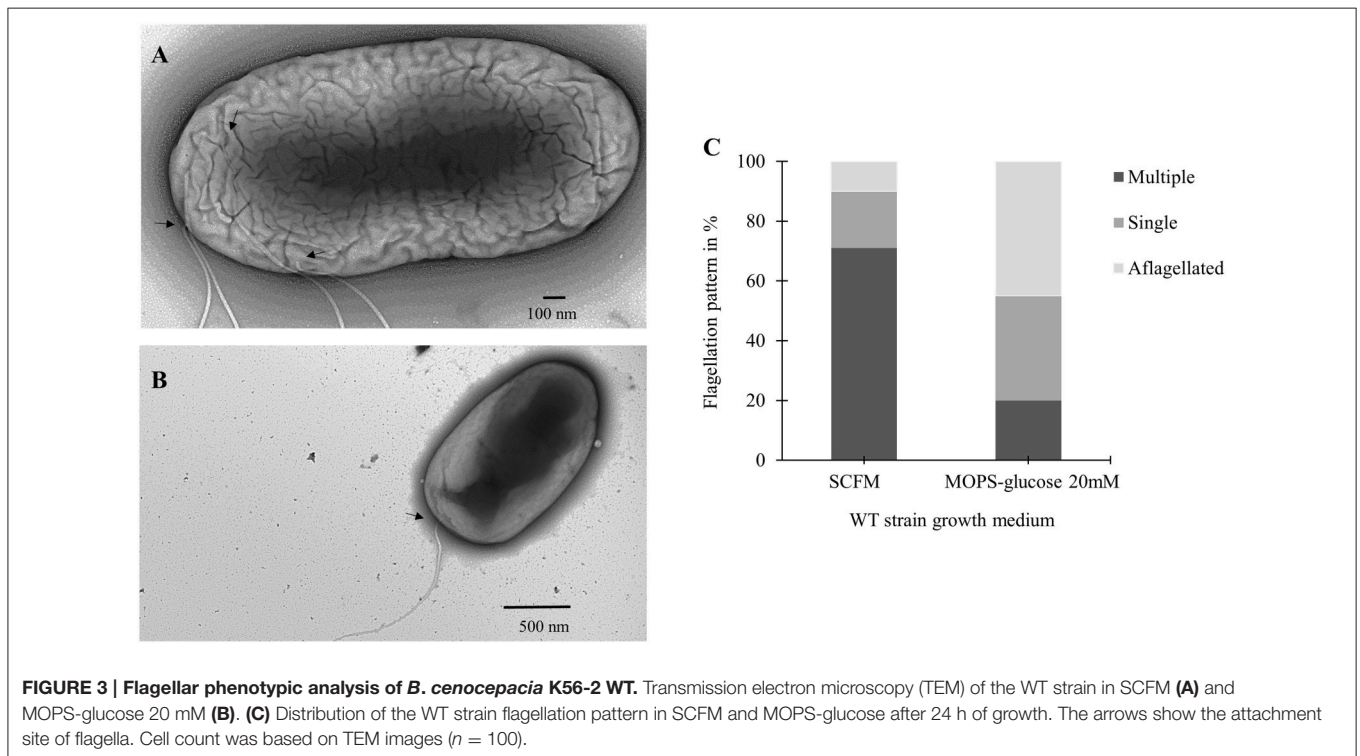 A
100 nm
B
500 nm
C
Flagellation pattern in %
100
80
60
40
20
0
SCFM
MOPS-glucose 20mM
WT strain growth medium
Multiple
Single
Aflagellated
FIGURE 3 | Flagellar phenotypic analysis of B. cenocepacia K56-2 WT. Transmission electron microscopy (TEM) of the WT strain in SCFM (A) and
MOPS-glucose 20 mM (B). (C) Distribution of the WT strain flagellation pattern in SCFM and MOPS-glucose after 24 h of growth. The arrows show the attachment
site of flagella. Cell count was based on TEM images (n = 100).